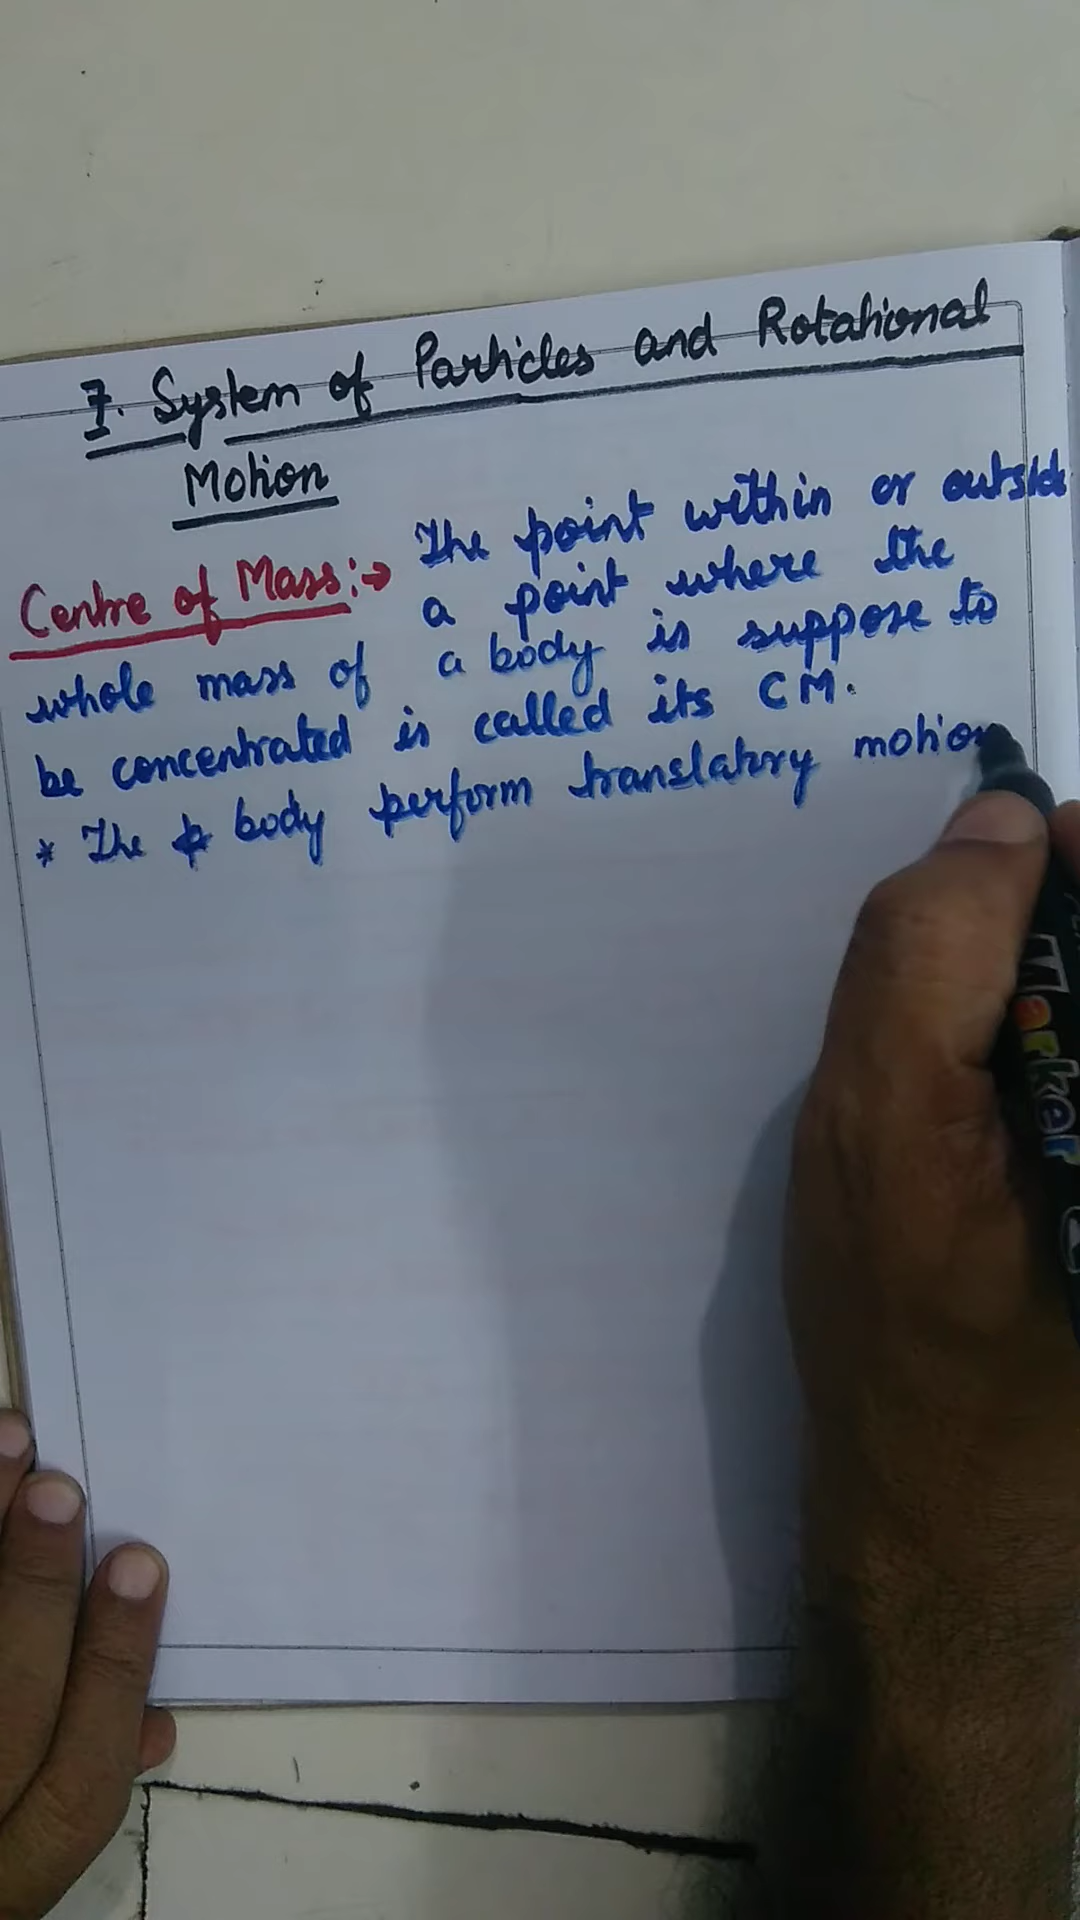 7. System of Particles and Rotational
Motion
Centre of Mass:→ The point within or outside
a point where the
whole mass of a body is suppose to
be concentrated is called its CM.
* The body perform translatory motion
Marker